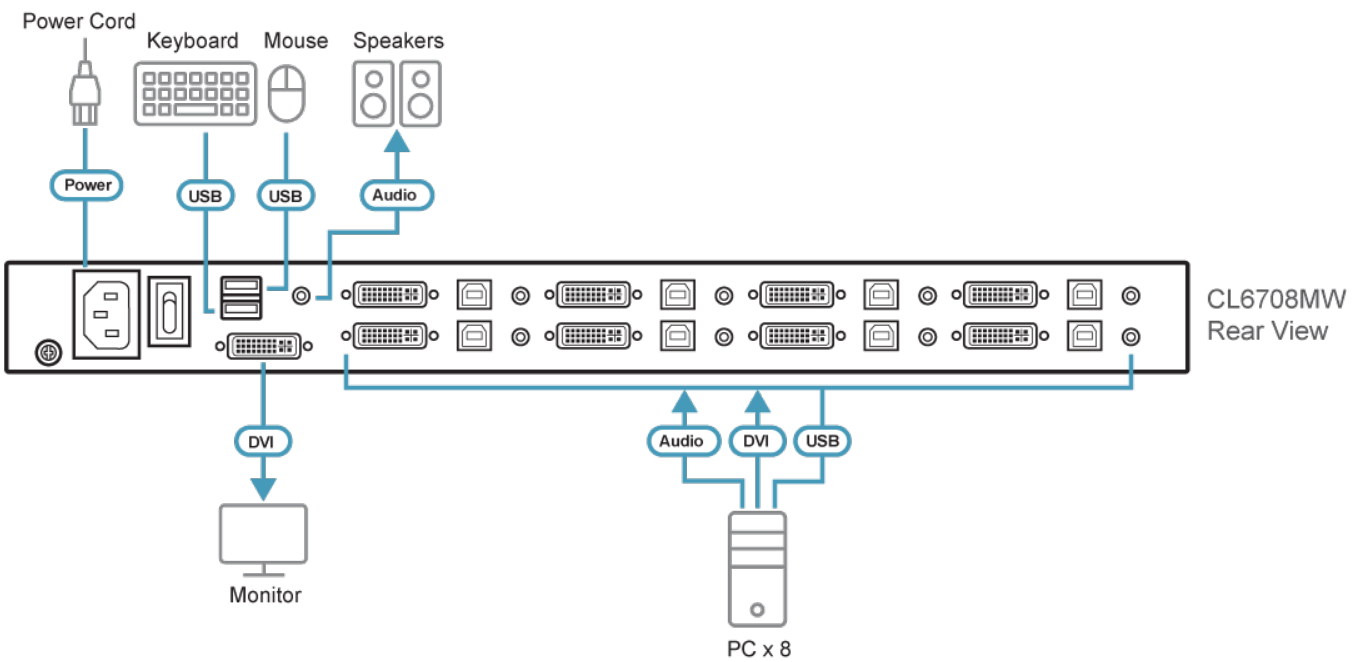 Power Cord
Keyboard
Mouse
Speakers
Power
USB
USB
Audio
CL6708MW
Rear View
DVI
Audio
DVI
USB
Monitor
PC x 8